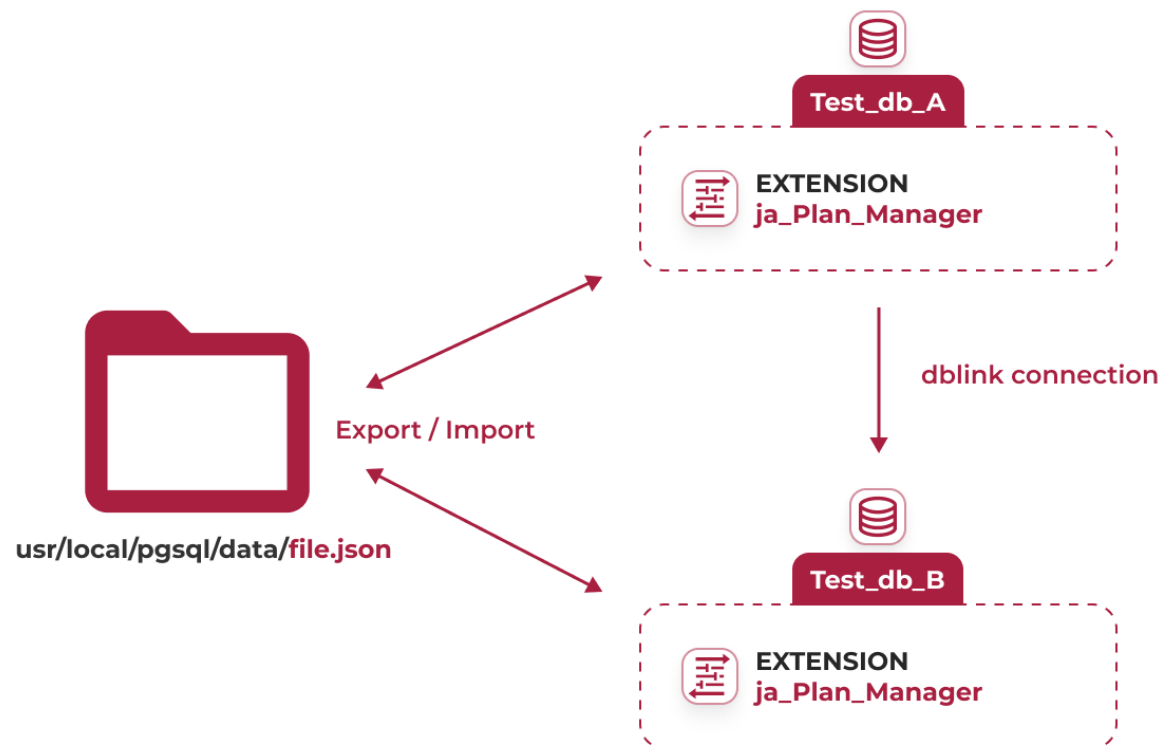 Test_db_A
EXTENSION
ja_Plan_Manager
dblink connection
Export / Import
usr/local/pgsql/data/file.json
Test_db_B
EXTENSION
ja_Plan_Manager